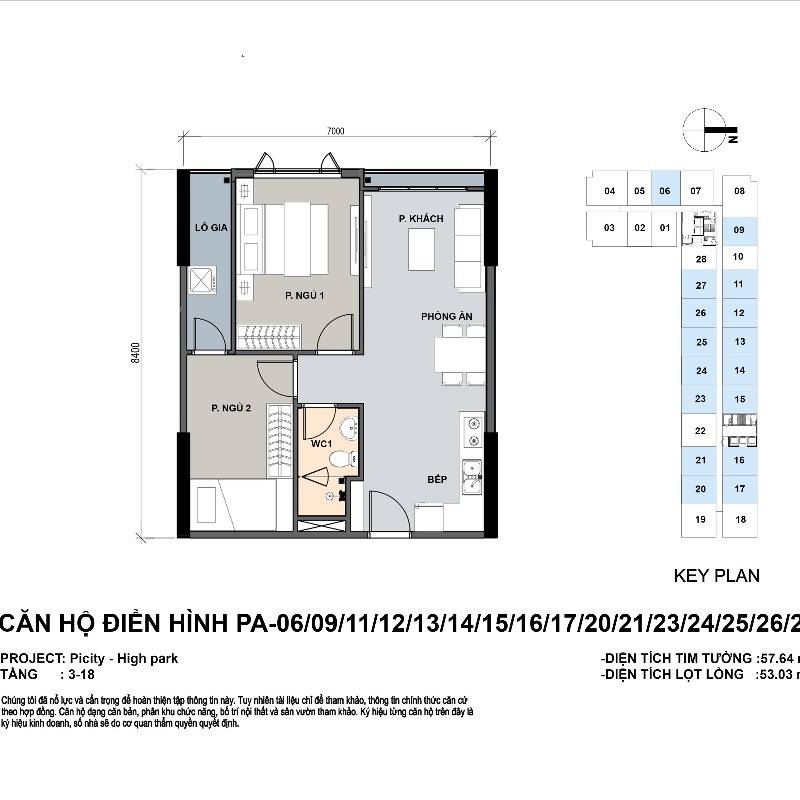 7000
8400
LÔ GIA
P. NGỦ 1
P. KHÁCH
PHÒNG ĂN
P. NGỦ 2
WC1
BẾP
N
04 05 06 07 08
03 02 01 09
28 10
27 11
26 12
25 13
24 14
23 15
22
21 16
20 17
19 18
KEY PLAN
CĂN HỘ ĐIỂN HÌNH PA-06/09/11/12/13/14/15/16/17/20/21/23/24/25/26/2
PROJECT: Picity - High park
TẦNG : 3-18
-DIỆN TÍCH TIM TƯỜNG :57.64 m
-DIỆN TÍCH LỌT LÒNG :53.03 m
Chúng tôi đã nổ lực và cẩn trọng để hoàn thiện tập thông tin này. Tuy nhiên tài liệu chỉ để tham khảo, thông tin chính thức căn cứ
theo hợp đồng. Căn hộ dạng căn bản, phân khu chức năng, bố trí nội thất và sân vườn tham khảo. Ký hiệu từng căn hộ trên đây là
ký hiệu kinh doanh, số nhà sẽ do cơ quan thẩm quyền quyết định.